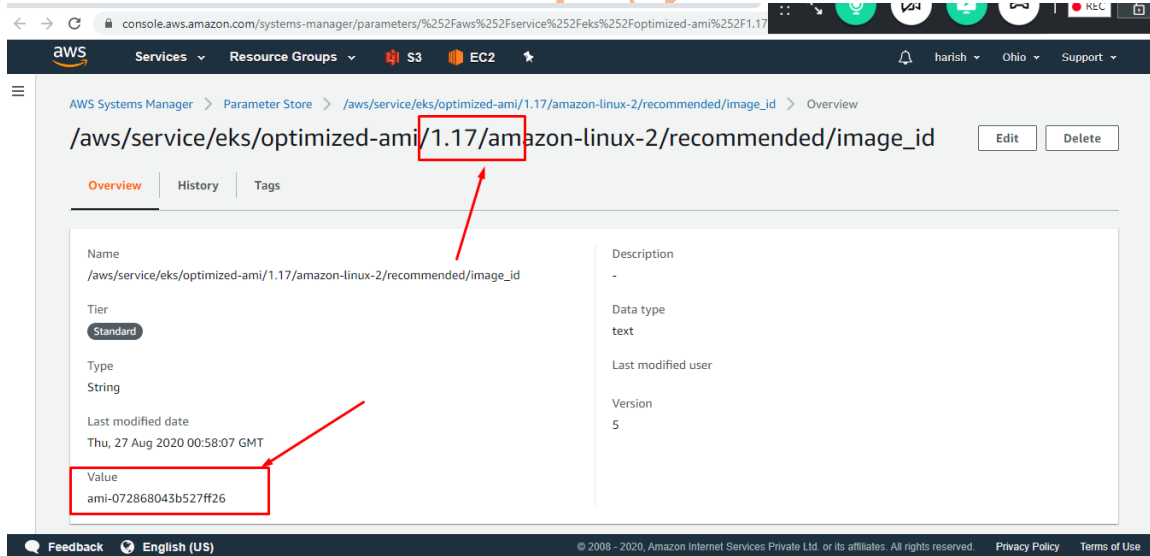 console.aws.amazon.com/systems-manager/parameters/%252Faws%252Fservice%252Feks%252Foptimized-ami%252F1.17
REC
aws Services Resource Groups S3 EC2 harish Ohio Support
AWS Systems Manager > Parameter Store > /aws/service/eks/optimized-ami/1.17/amazon-linux-2/recommended/image_id > Overview
/aws/service/eks/optimized-ami/1.17/amazon-linux-2/recommended/image_id
Edit Delete
Overview History Tags
Name
/aws/service/eks/optimized-ami/1.17/amazon-linux-2/recommended/image_id
Tier
Standard
Type
String
Last modified date
Thu, 27 Aug 2020 00:58:07 GMT
Value
ami-072868043b527ff26
Description
-
Data type
text
Last modified user
Version
5
Feedback English (US) © 2008 - 2020, Amazon Internet Services Private Ltd. or its affiliates. All rights reserved. Privacy Policy Terms of Use